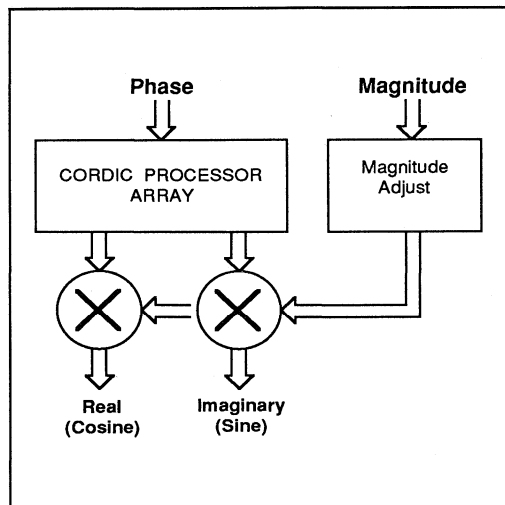 Phase
Magnitude
CORDIC PROCESSOR
ARRAY
Magnitude
Adjust
Real
(Cosine)
Imaginary
(Sine)